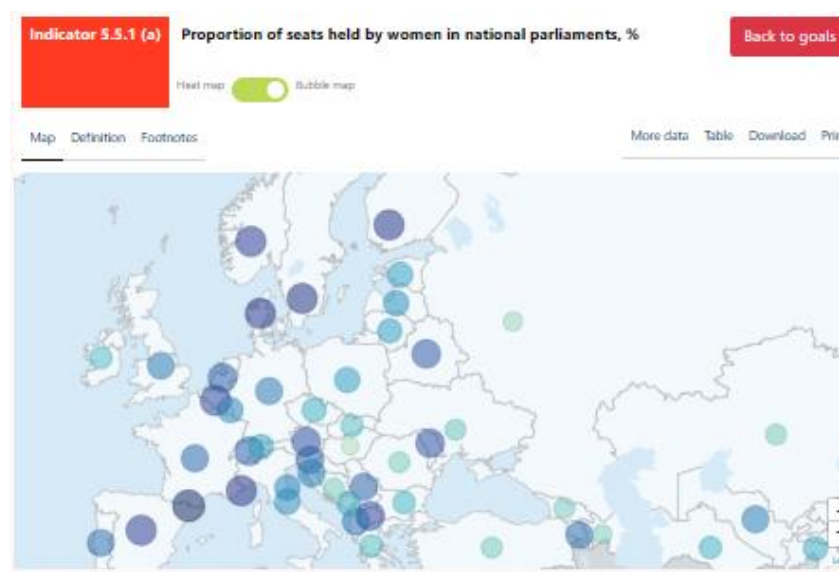 Indicator 5.5.1 (a)
Proportion of seats held by women in national parliaments, %
Back to goals
Heat map
Bubble map
Map Definition Footnotes
More data Table Download